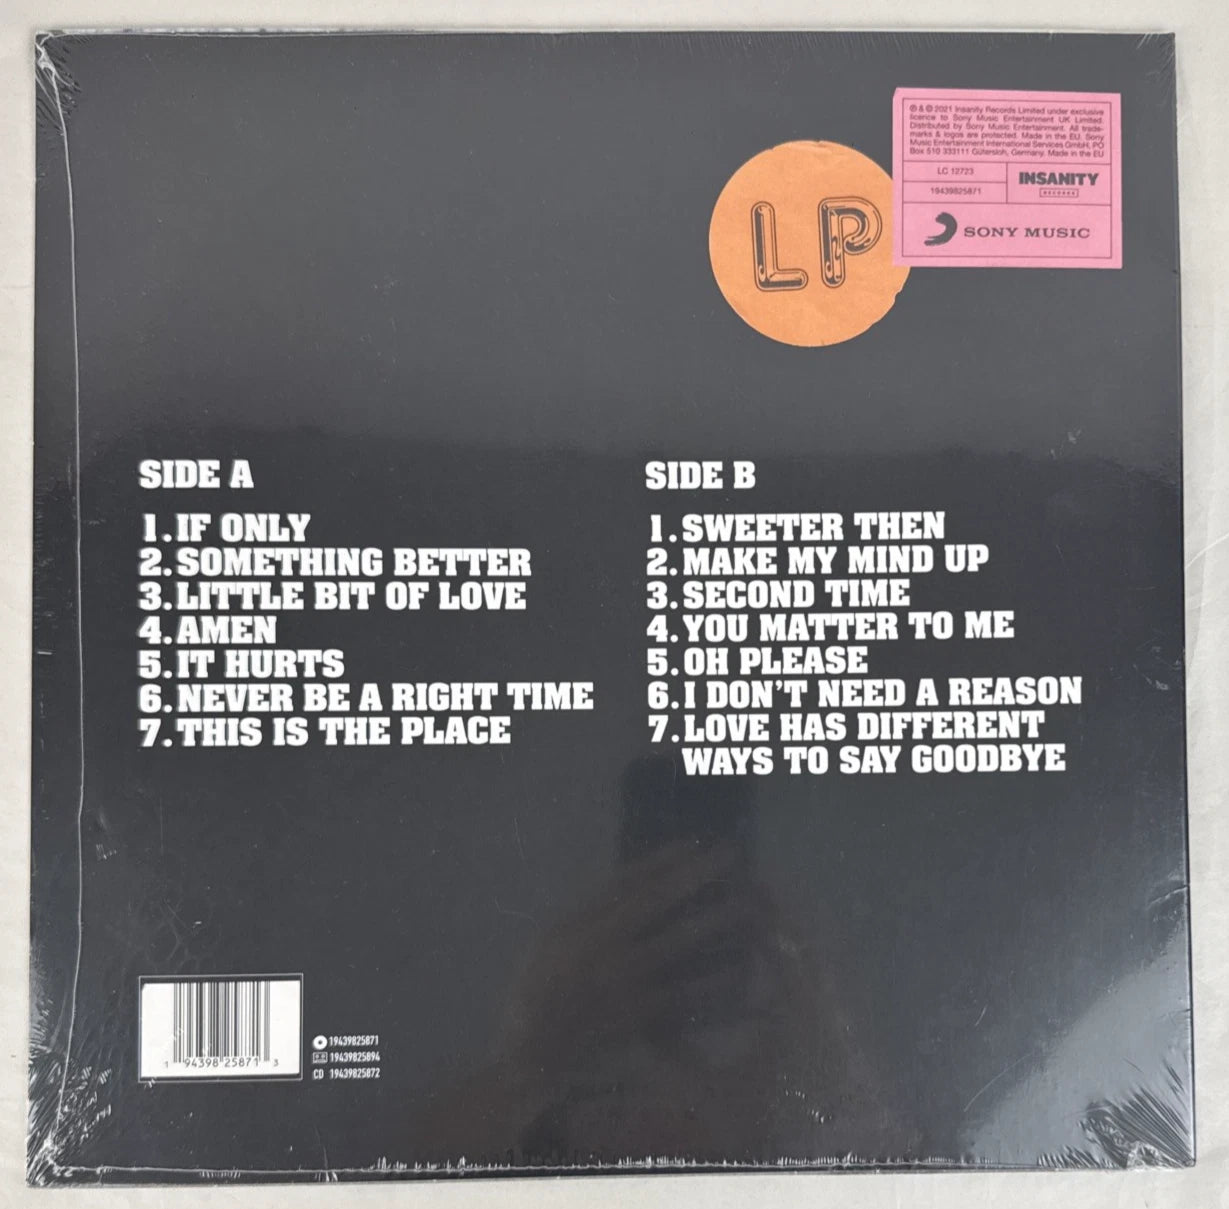 ℗ & © 2021 Insanity Records Limited under exclusive
licence to Sony Music Entertainment UK Limited.
Distributed by Sony Music Entertainment. All trade-
marks & logos are protected. Made in the EU. Sony
Music Entertainment International Services GmbH, PO
Box 510 333111 Gütersloh, Germany. Made in the EU
LC 12723
19439825871
INSANITY
RECORDS
SONY MUSIC
LP
SIDE A
1. IF ONLY
2. SOMETHING BETTER
3. LITTLE BIT OF LOVE
4. AMEN
5. IT HURTS
6. NEVER BE A RIGHT TIME
7. THIS IS THE PLACE
SIDE B
1. SWEETER THEN
2. MAKE MY MIND UP
3. SECOND TIME
4. YOU MATTER TO ME
5. OH PLEASE
6. I DON'T NEED A REASON
7. LOVE HAS DIFFERENT
WAYS TO SAY GOODBYE
1 94398 25871 3
19439825871
19439825894
CD 19439825872